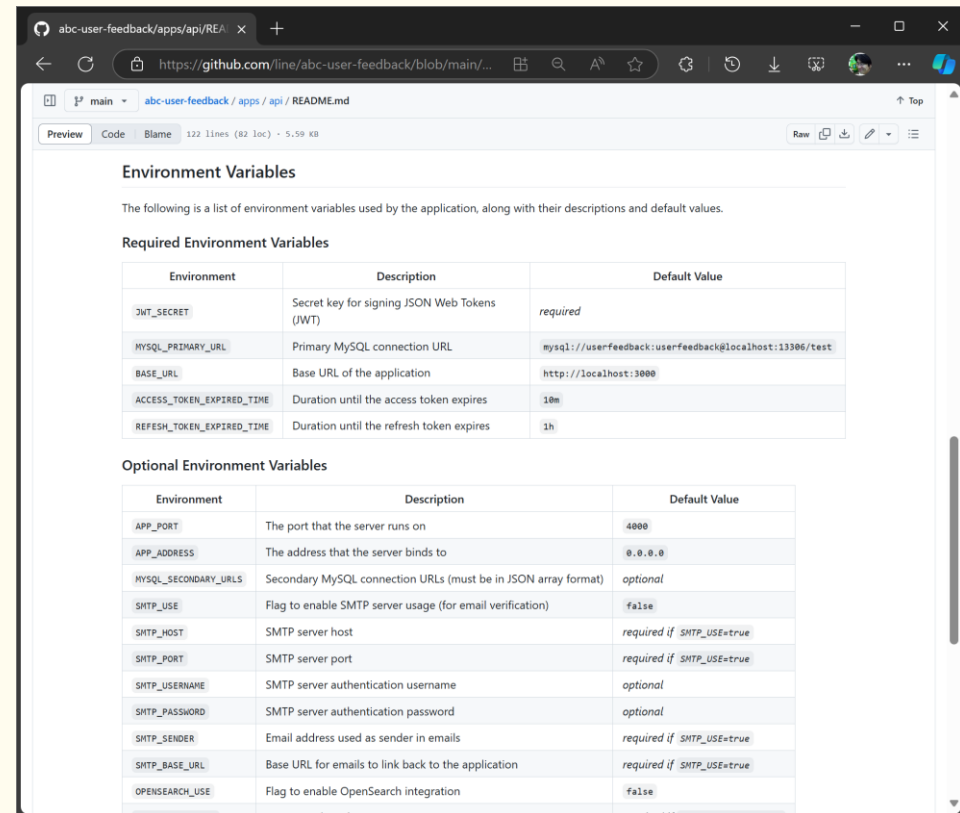 abc-user-feedback/apps/api/REA
https://github.com/line/abc-user-feedback/blob/main/...
main
abc-user-feedback / apps / api / README.md
Top
Preview Code Blame 122 lines (82 loc) · 5.59 KB Raw
Environment Variables
The following is a list of environment variables used by the application, along with their descriptions and default values.
Required Environment Variables
Environment Description Default Value
JWT_SECRET Secret key for signing JSON Web Tokens (JWT) required
MYSQL_PRIMARY_URL Primary MySQL connection URL mysql://userfeedback:userfeedback@localhost:13306/test
BASE_URL Base URL of the application http://localhost:3000
ACCESS_TOKEN_EXPIRED_TIME Duration until the access token expires 10m
REFESH_TOKEN_EXPIRED_TIME Duration until the refresh token expires 1h
Optional Environment Variables
Environment Description Default Value
APP_PORT The port that the server runs on 4000
APP_ADDRESS The address that the server binds to 0.0.0.0
MYSQL_SECONDARY_URLS Secondary MySQL connection URLs (must be in JSON array format) optional
SMTP_USE Flag to enable SMTP server usage (for email verification) false
SMTP_HOST SMTP server host required if SMTP_USE=true
SMTP_PORT SMTP server port required if SMTP_USE=true
SMTP_USERNAME SMTP server authentication username optional
SMTP_PASSWORD SMTP server authentication password optional
SMTP_SENDER Email address used as sender in emails required if SMTP_USE=true
SMTP_BASE_URL Base URL for emails to link back to the application required if SMTP_USE=true
OPENSEARCH_USE Flag to enable OpenSearch integration false